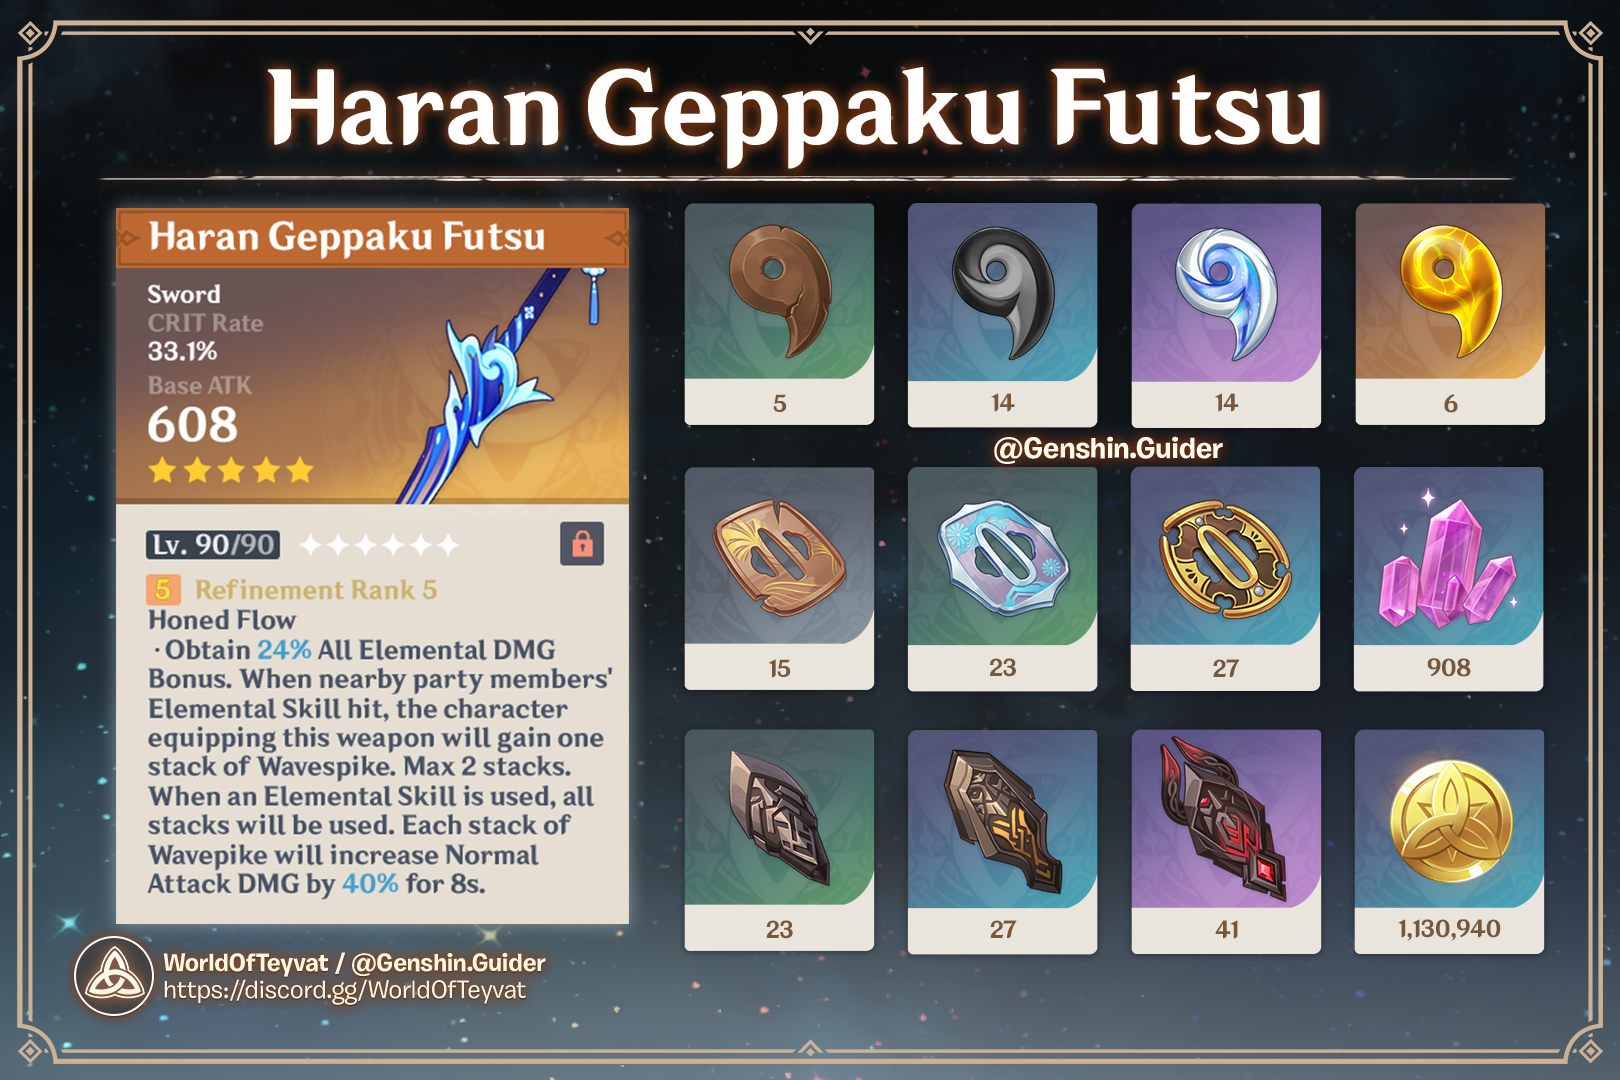 Haran Geppaku Futsu
Haran Geppaku Futsu
Sword
CRIT Rate
33.1%
Base ATK
608
Lv. 90/90
5 Refinement Rank 5
Honed Flow
· Obtain 24% All Elemental DMG
Bonus. When nearby party members'
Elemental Skill hit, the character
equipping this weapon will gain one
stack of Wavespike. Max 2 stacks.
When an Elemental Skill is used, all
stacks will be used. Each stack of
Wavepike will increase Normal
Attack DMG by 40% for 8s.
5
14
14
6
@Genshin.Guider
15
23
27
908
23
27
41
1,130,940
WorldOfTeyvat / @Genshin.Guider
https://discord.gg/WorldOfTeyvat